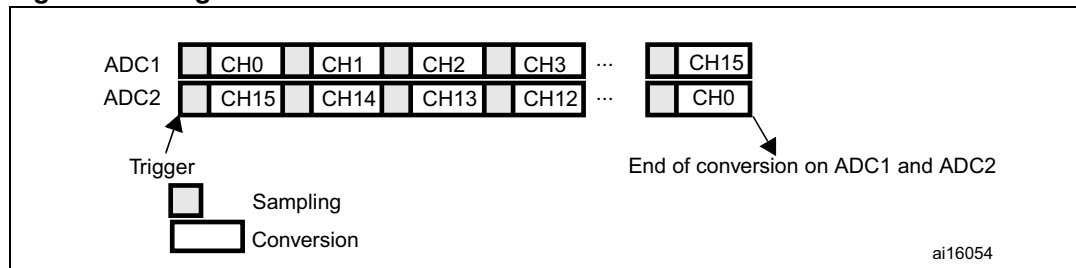 ADC1 CH0 CH1 CH2 CH3 ... CH15
ADC2 CH15 CH14 CH13 CH12 ... CH0
Trigger
End of conversion on ADC1 and ADC2
Sampling
Conversion
ai16054